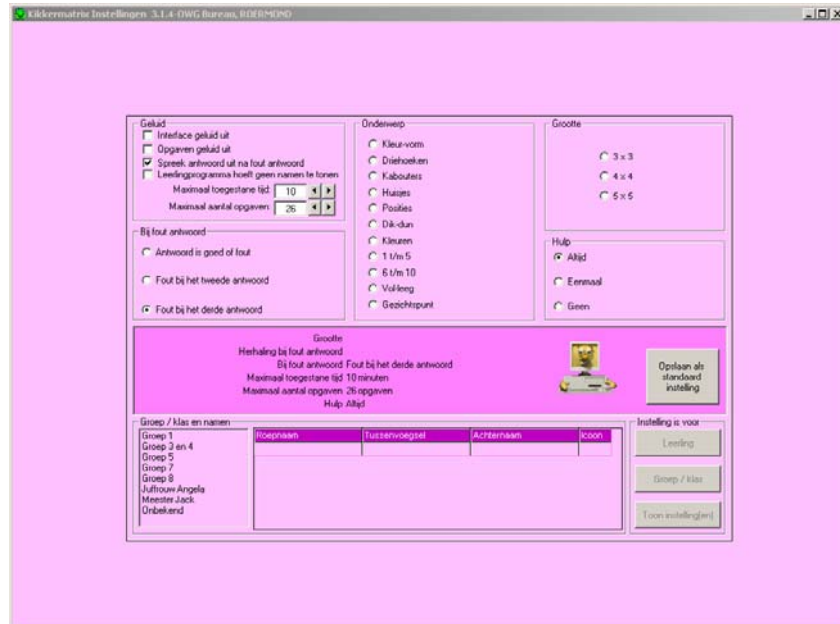 Kikkermatrix Instellingen 3.1.4-OWG Bureau, ROERMOND
Geluid
Interface geluid uit
Opgaven geluid uit
Spreek antwoord uit na fout antwoord
Leerlingprogramma hoeft geen namen te tonen
Maximaal toegestane tijd: 10
Maximaal aantal opgaven: 26
Bij fout antwoord
Antwoord is goed of fout
Fout bij het tweede antwoord
Fout bij het derde antwoord
Onderwerp
Kleur-vorm
Driehoeken
Kabouters
Huisjes
Posities
Dik-dun
Kleuren
1 t/m 5
6 t/m 10
Vol-leeg
Gezichtspunt
Grootte
3 x 3
4 x 4
5 x 5
Hulp
Altijd
Eenmaal
Geen
Grootte
Herhaling bij fout antwoord
Bij fout antwoord Fout bij het derde antwoord
Maximaal toegestane tijd 10 minuten
Maximaal aantal opgaven 26 opgaven
Hulp Altijd
Opslaan als
standaard
instelling
Groep / klas en namen
Groep 1
Groep 3 en 4
Groep 5
Groep 7
Groep 8
Juffrouw Angela
Meester Jack
Onbekend
Roepnaam Tussenvoegsel Achternaam Icoon
Instelling is voor
Leerling
Groep / klas
Toon instelling(en)